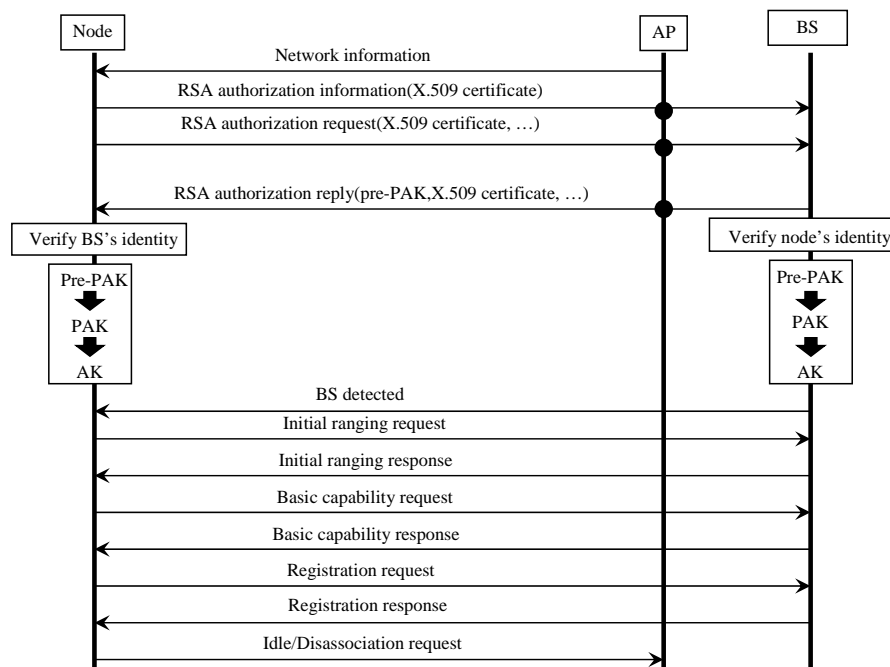 Node
AP
BS
Network information
RSA authorization information(X.509 certificate)
RSA authorization request(X.509 certificate, …)
RSA authorization reply(pre-PAK,X.509 certificate, …)
Verify BS's identity
Verify node's identity
Pre-PAK
PAK
AK
Pre-PAK
PAK
AK
BS detected
Initial ranging request
Initial ranging response
Basic capability request
Basic capability response
Registration request
Registration response
Idle/Disassociation request